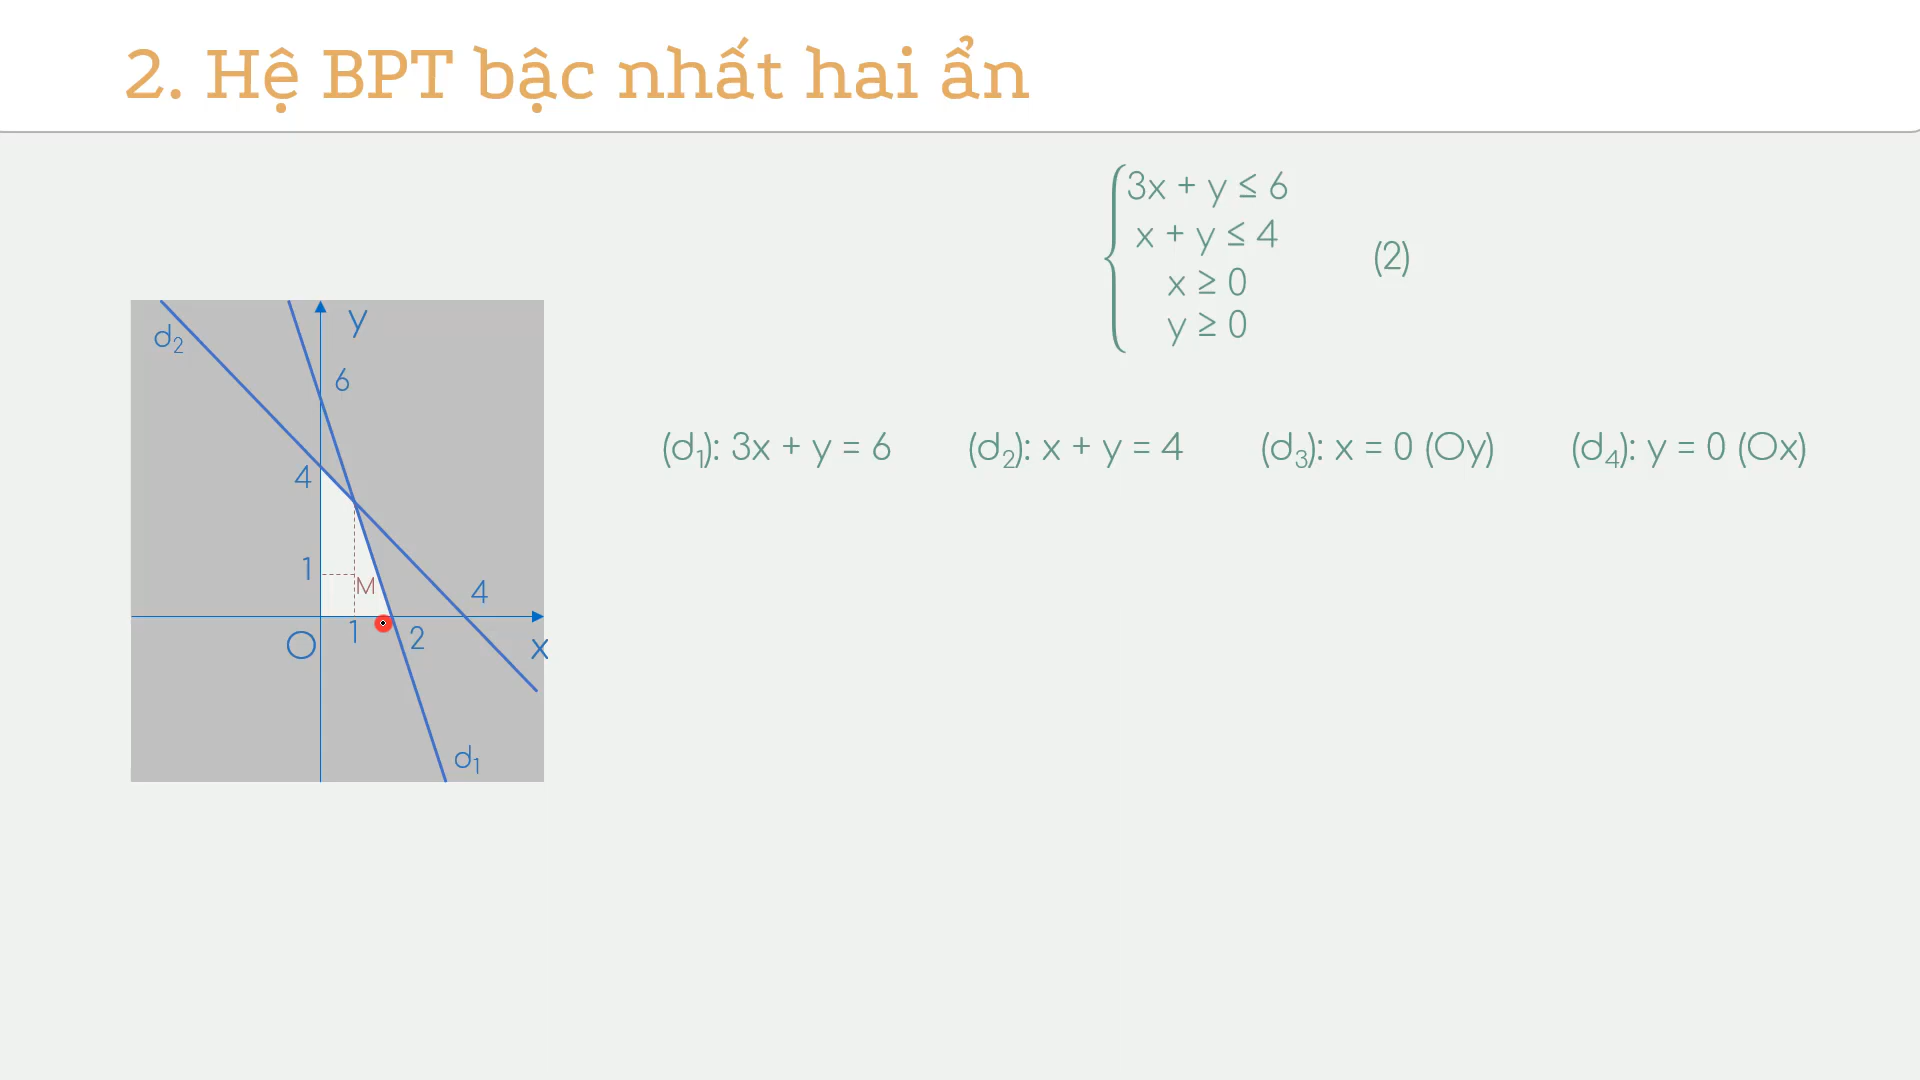 2. Hệ BPT bậc nhất hai ẩn
3x + y ≤ 6
x + y ≤ 4
x ≥ 0
y ≥ 0
(2)
(d₁): 3x + y = 6 (d₂): x + y = 4 (d₃): x = 0 (Oy) (d₄): y = 0 (Ox)
y
d₂
6
4
1
M
4
O
1
2
x
d₁